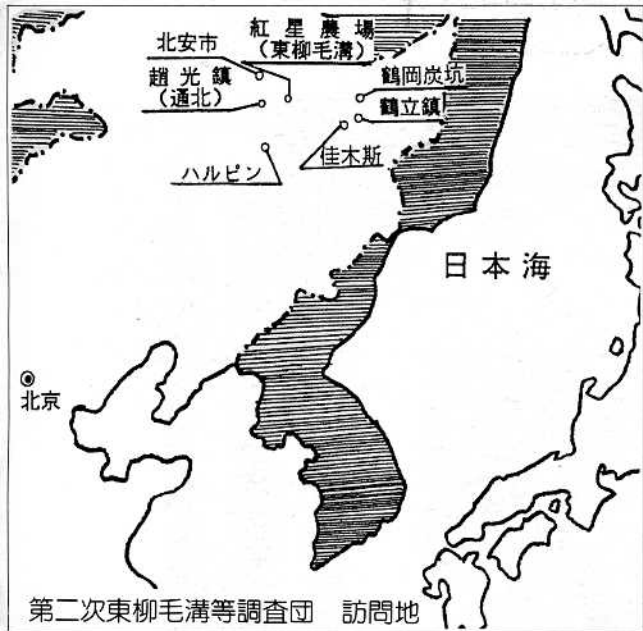 北安市
紅星農場
(東柳毛溝)
趙光鎮
(通北)
鶴岡炭坑
鶴立鎮
佳木斯
ハルピン
日本海
北京
第二次東柳毛溝等調査団 訪問地